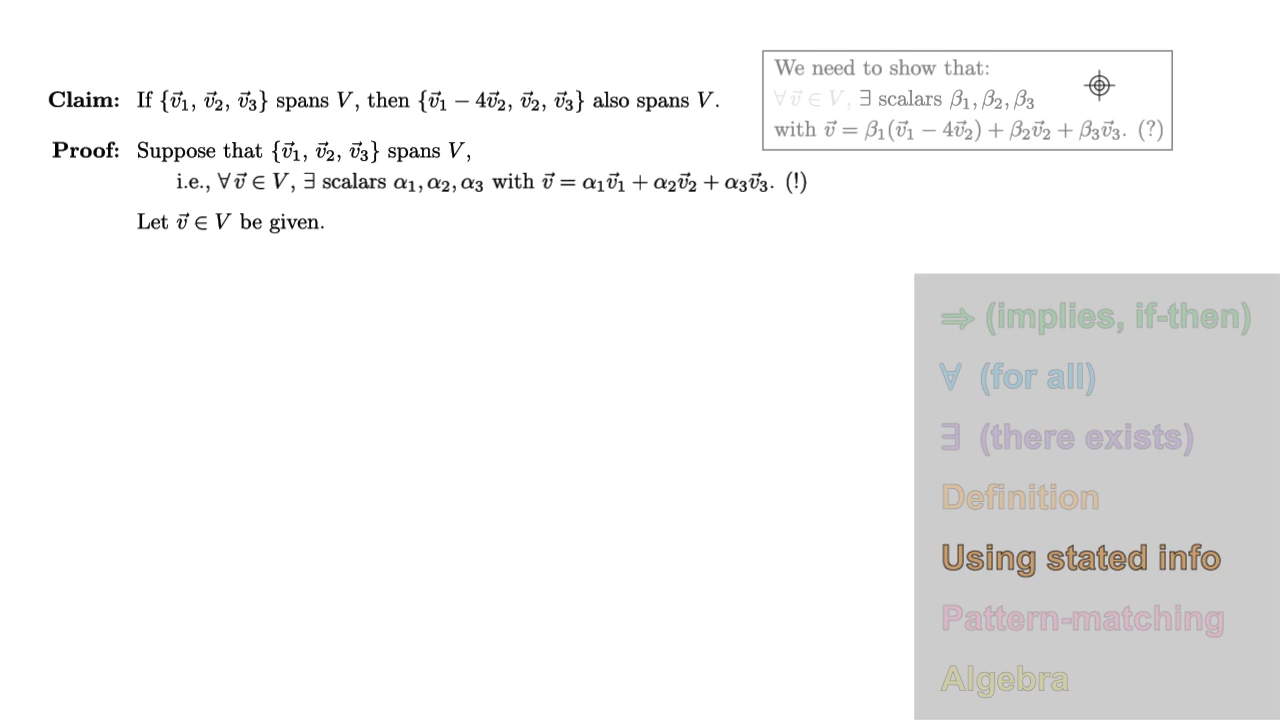 Claim: If {v⃗₁, v⃗₂, v⃗₃} spans V, then {v⃗₁ − 4v⃗₂, v⃗₂, v⃗₃} also spans V.
We need to show that:
∀ v⃗ ∈ V, ∃ scalars β₁, β₂, β₃
with v⃗ = β₁(v⃗₁ − 4v⃗₂) + β₂v⃗₂ + β₃v⃗₃. (?)
Proof: Suppose that {v⃗₁, v⃗₂, v⃗₃} spans V,
i.e., ∀ v⃗ ∈ V, ∃ scalars α₁, α₂, α₃ with v⃗ = α₁v⃗₁ + α₂v⃗₂ + α₃v⃗₃. (!)
Let v⃗ ∈ V be given.
⇒ (implies, if-then)
∀ (for all)
∃ (there exists)
Definition
Using stated info
Pattern-matching
Algebra